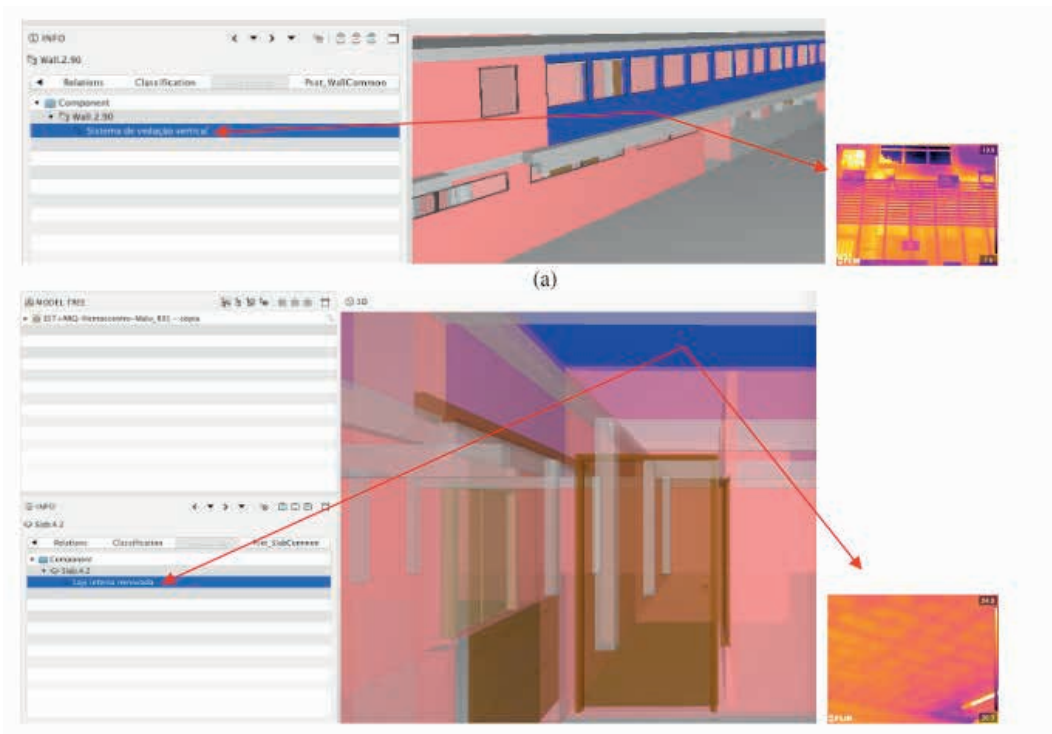 INFO
Wall.2.90
Relations Classification Pset_WallCommon
Component
Wall.2.90
Sistema de vedação vertical
FLIR
(a)
MODEL TREE
3D
INFO
Slab.4.2
Relations Classification Pset_SlabCommon
Component
Slab.4.2
Laje interna renovada
FLIR